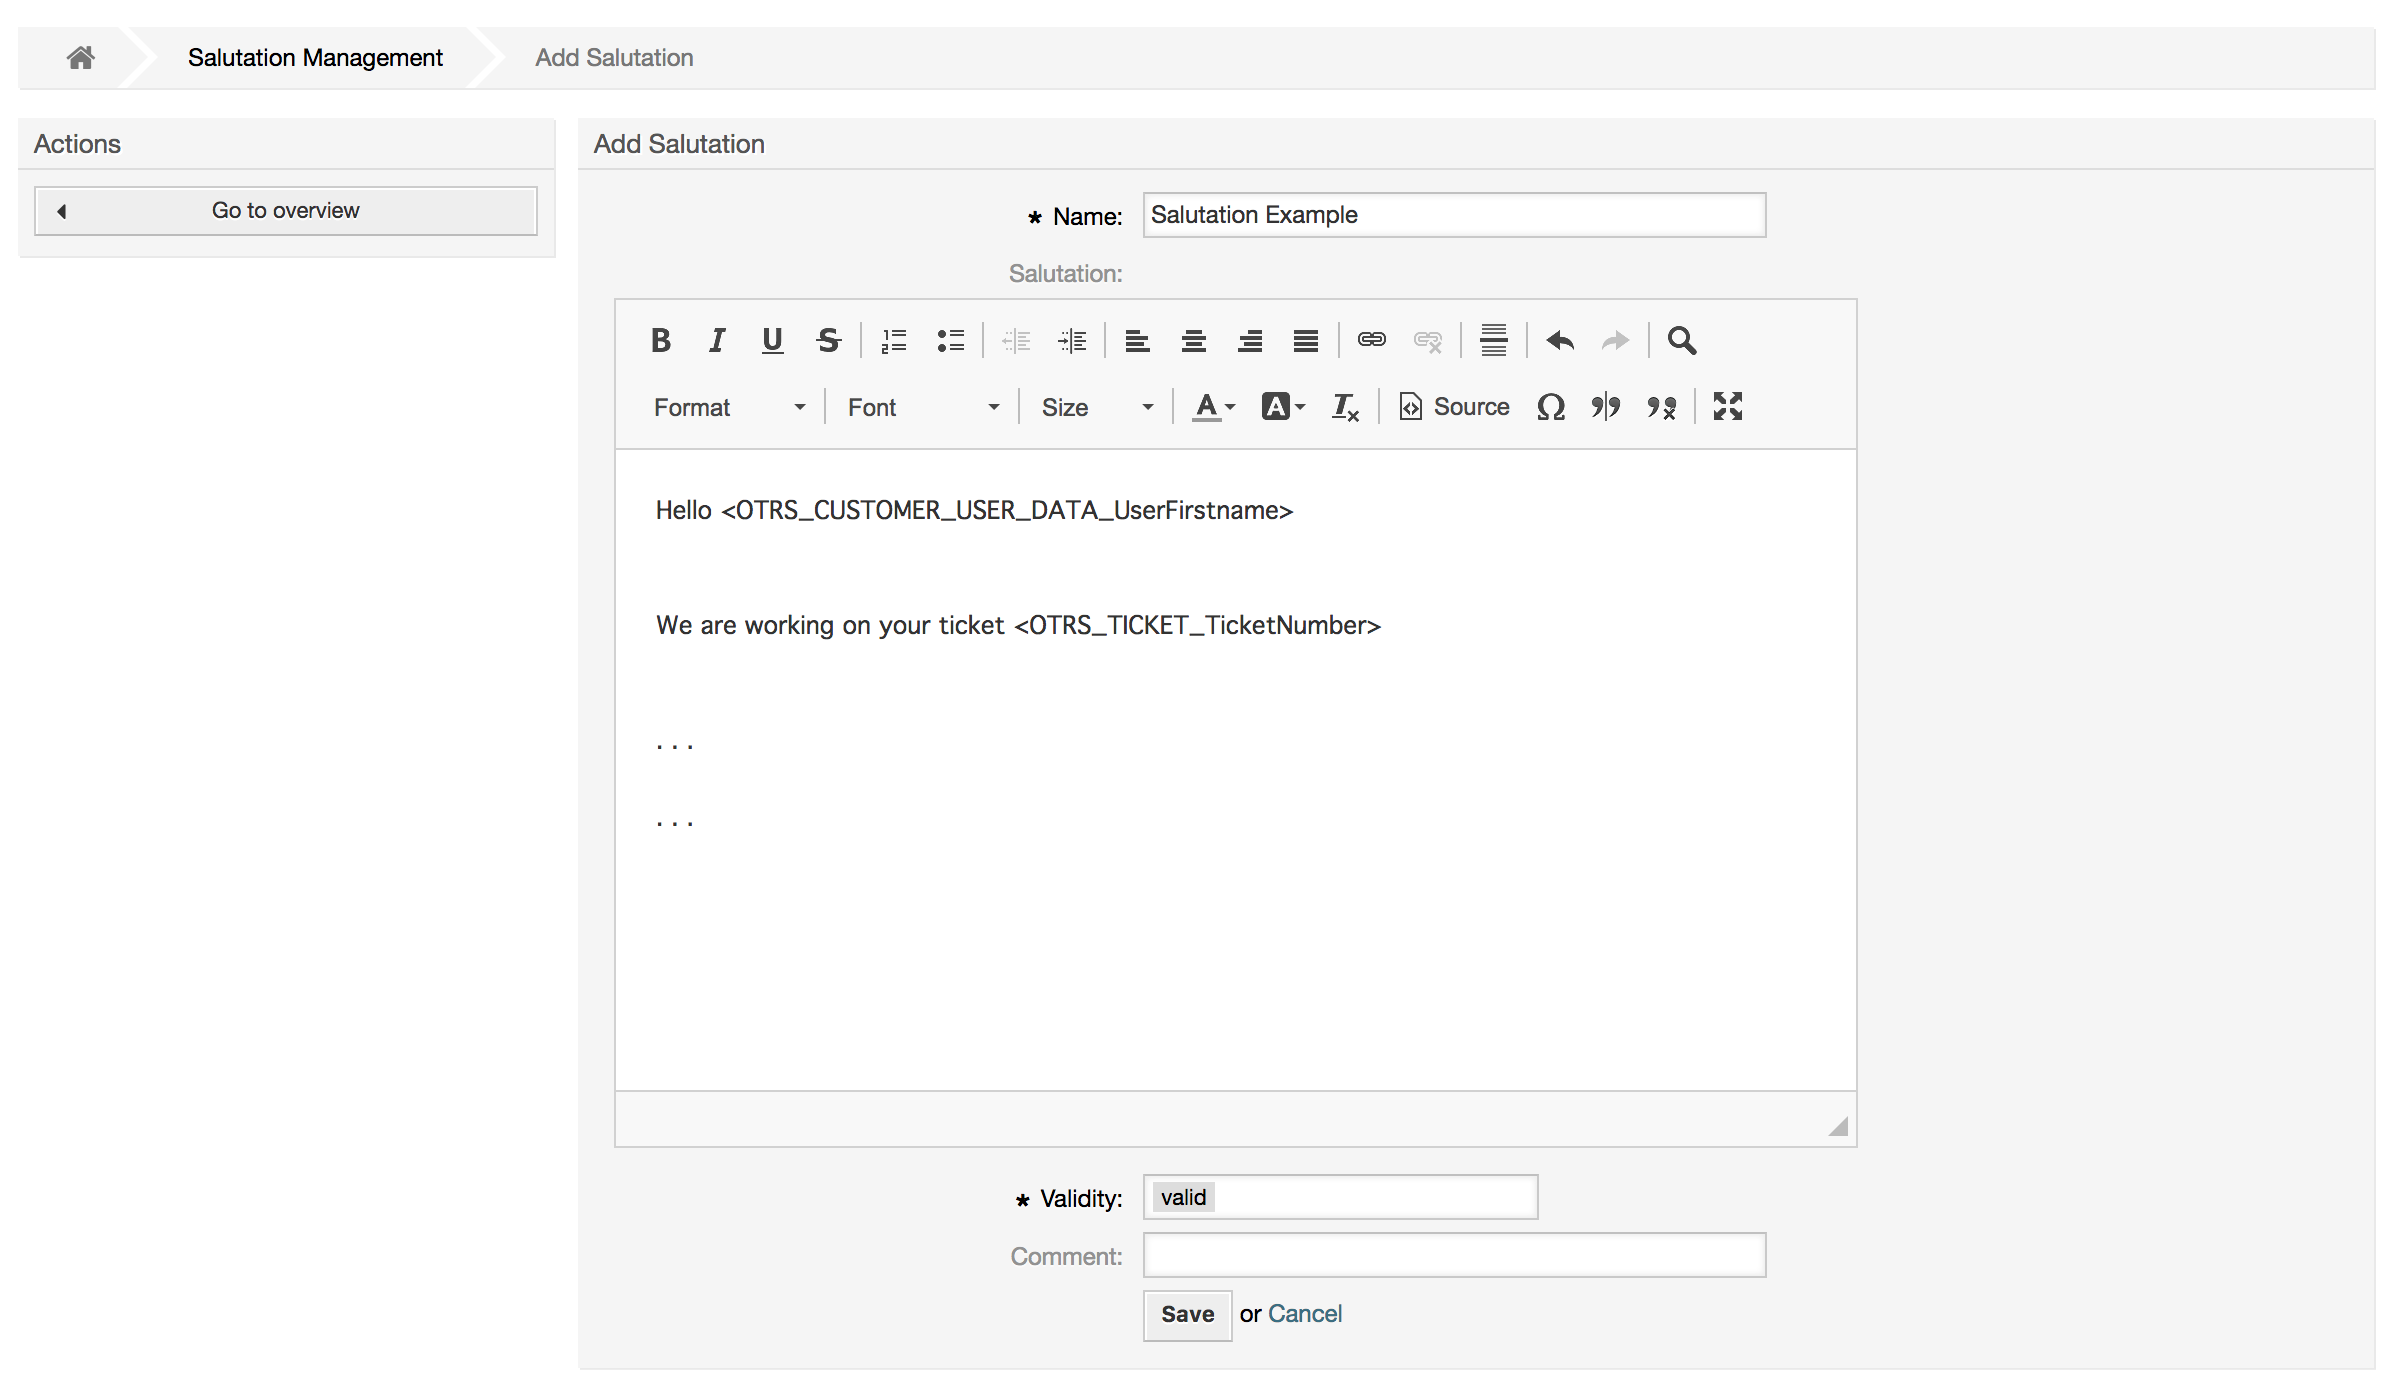 Salutation Management
Add Salutation
Actions
Go to overview
Add Salutation
* Name: Salutation Example
Salutation:
Format Font Size Source
Hello <OTRS_CUSTOMER_USER_DATA_UserFirstname>
We are working on your ticket <OTRS_TICKET_TicketNumber>
. . .
. . .
* Validity: valid
Comment:
Save or Cancel